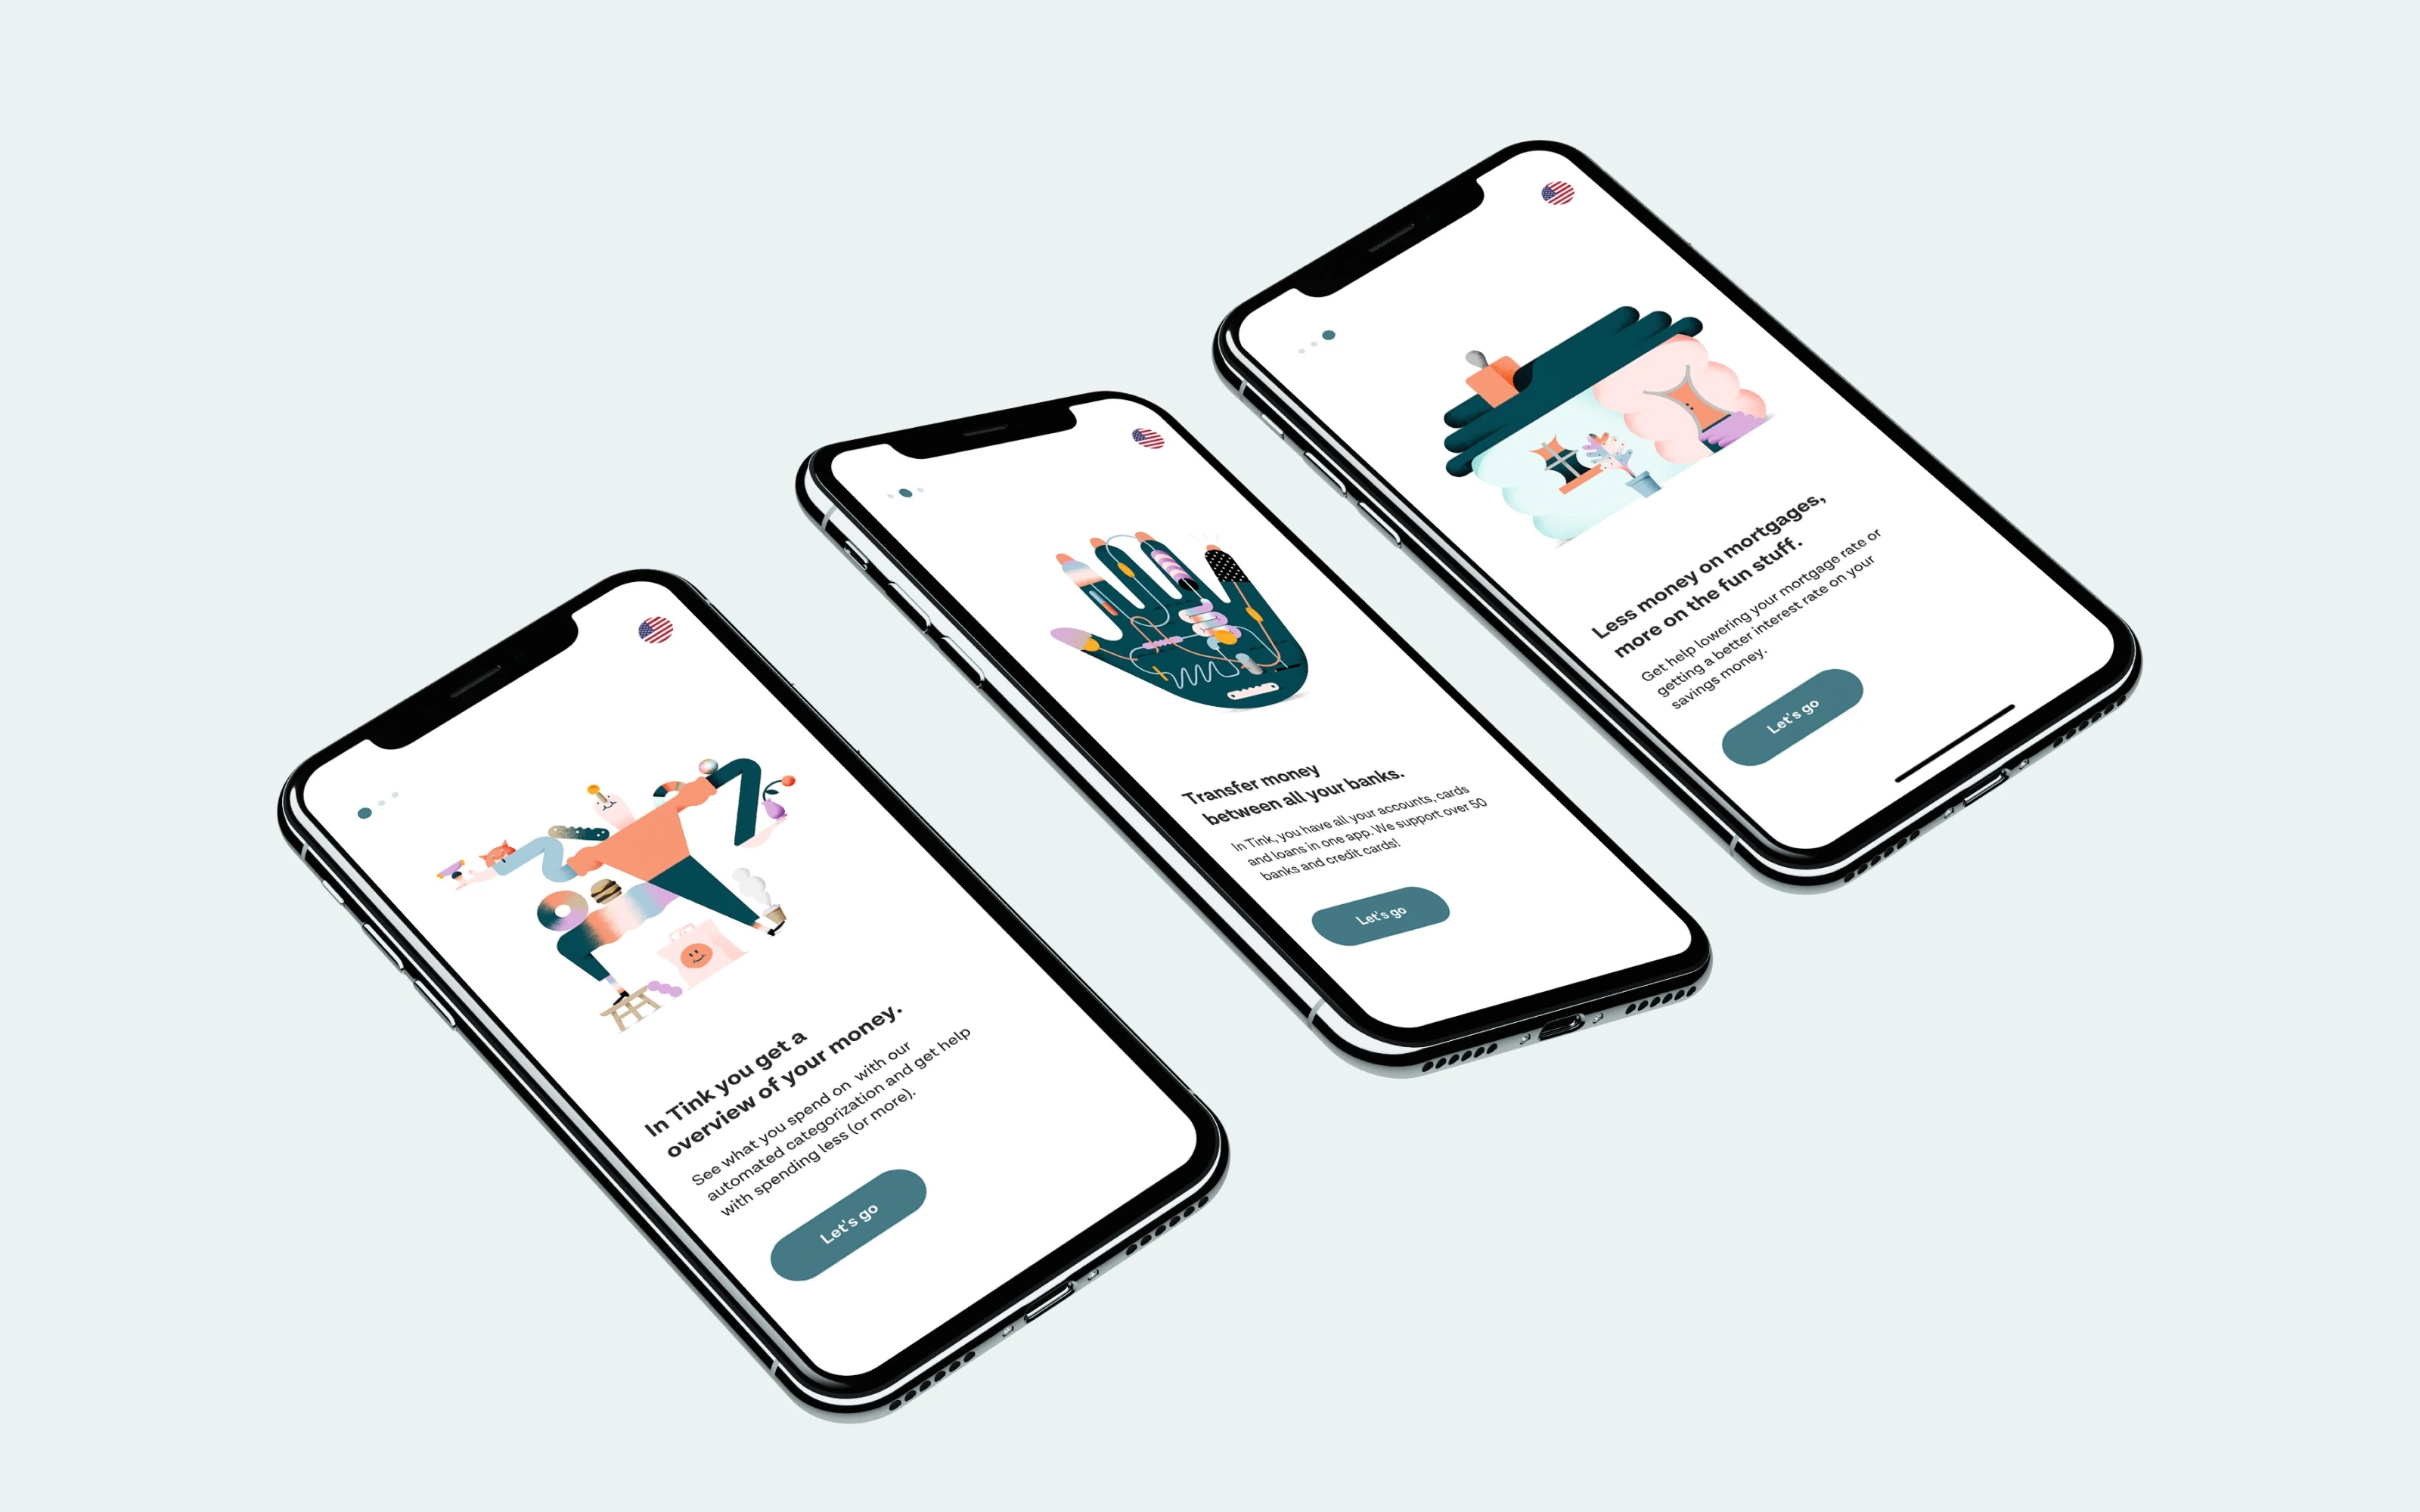 In Tink you get a
overview of your money.
See what you spend on with our
automated categorization and get help
with spending less (or more).
Let's go
Transfer money
between all your banks.
In Tink, you have all your accounts, cards
and loans in one app. We support over 50
banks and credit cards!
Let's go
Less money on mortgages,
more on the fun stuff.
Get help lowering your mortgage rate or
getting a better interest rate on your
savings money.
Let's go